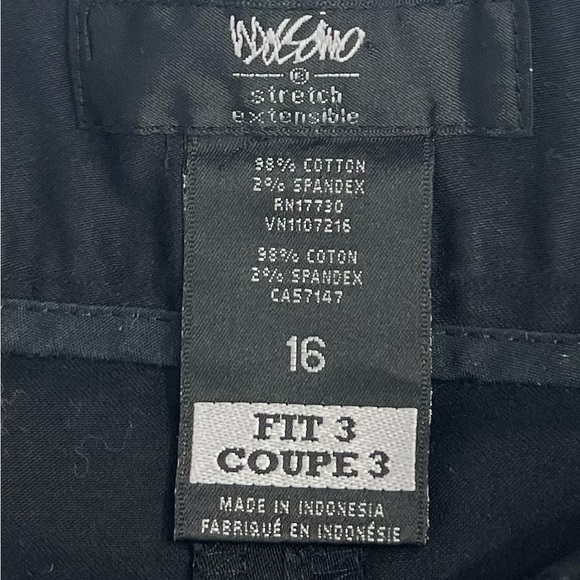 Mossimo
®
stretch
extensible
98% COTTON
2% SPANDEX
RN17730
VN1107216
98% COTON
2% SPANDEX
CA57147
16
FIT 3
COUPE 3
MADE IN INDONESIA
FABRIQUÉ EN INDONÉSIE